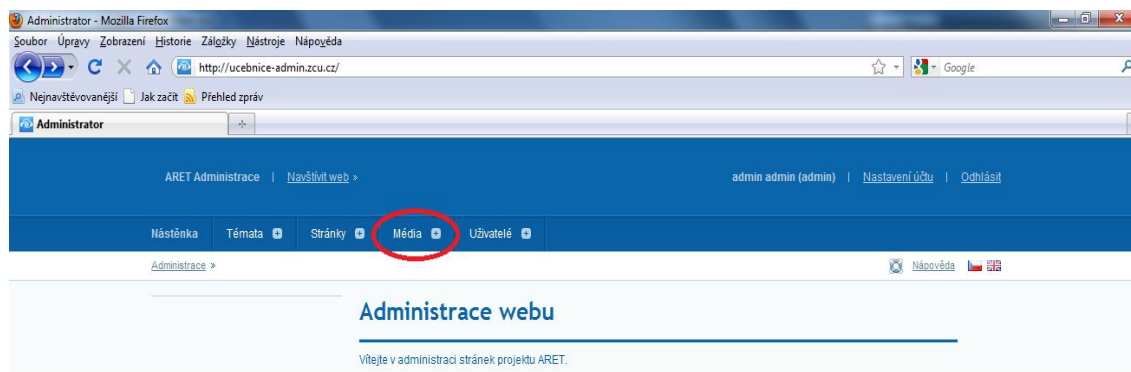 Administrator - Mozilla Firefox
Soubor Úpravy Zobrazení Historie Záložky Nástroje Nápověda
http://ucebnice-admin.zcu.cz/
Google
Nejnavštěvovanější Jak začít Přehled zpráv
Administrator
ARET Administrace | Navštívit web »
admin admin (admin) | Nastavení účtu | Odhlásit
Nástěnka Témata Stránky Média Uživatelé
Administrace »
Nápověda
Administrace webu
Vítejte v administraci stránek projektu ARET.